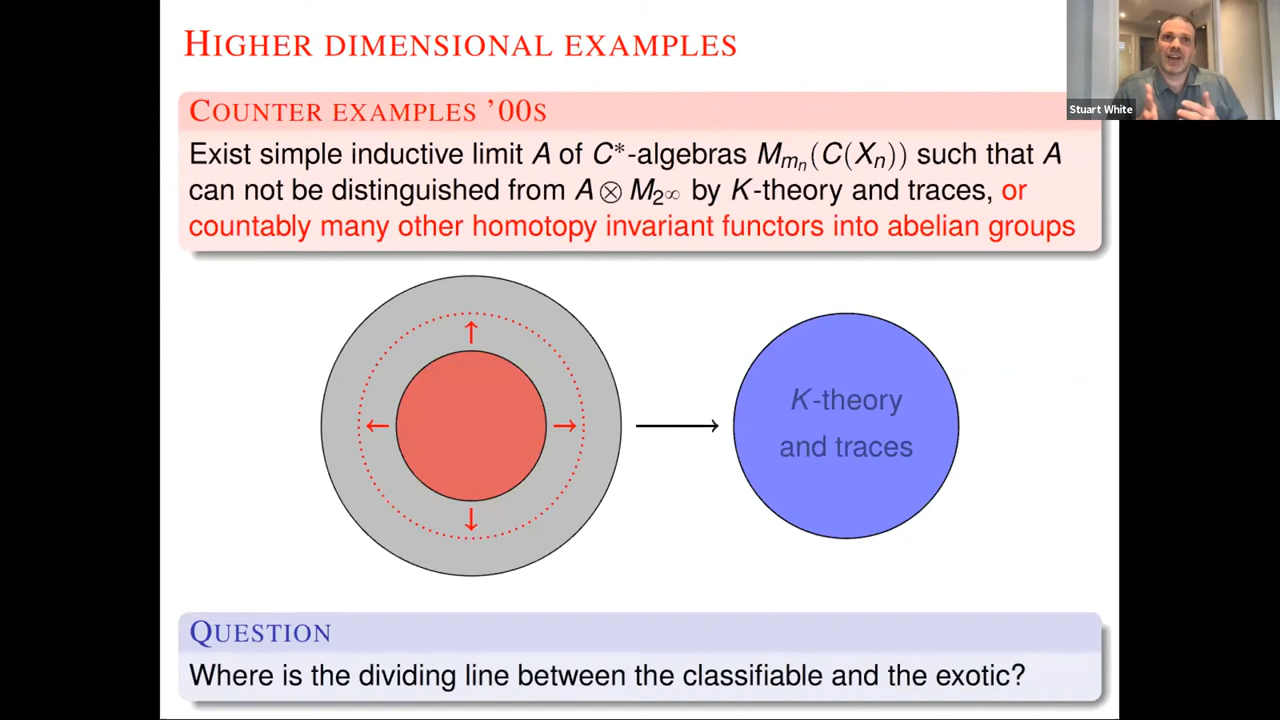 HIGHER DIMENSIONAL EXAMPLES
Stuart White
COUNTER EXAMPLES ’00S
Exist simple inductive limit A of C*-algebras M_{m_n}(C(X_n)) such that A
can not be distinguished from A ⊗ M_{2^∞} by K-theory and traces, or
countably many other homotopy invariant functors into abelian groups
K-theory
and traces
QUESTION
Where is the dividing line between the classifiable and the exotic?